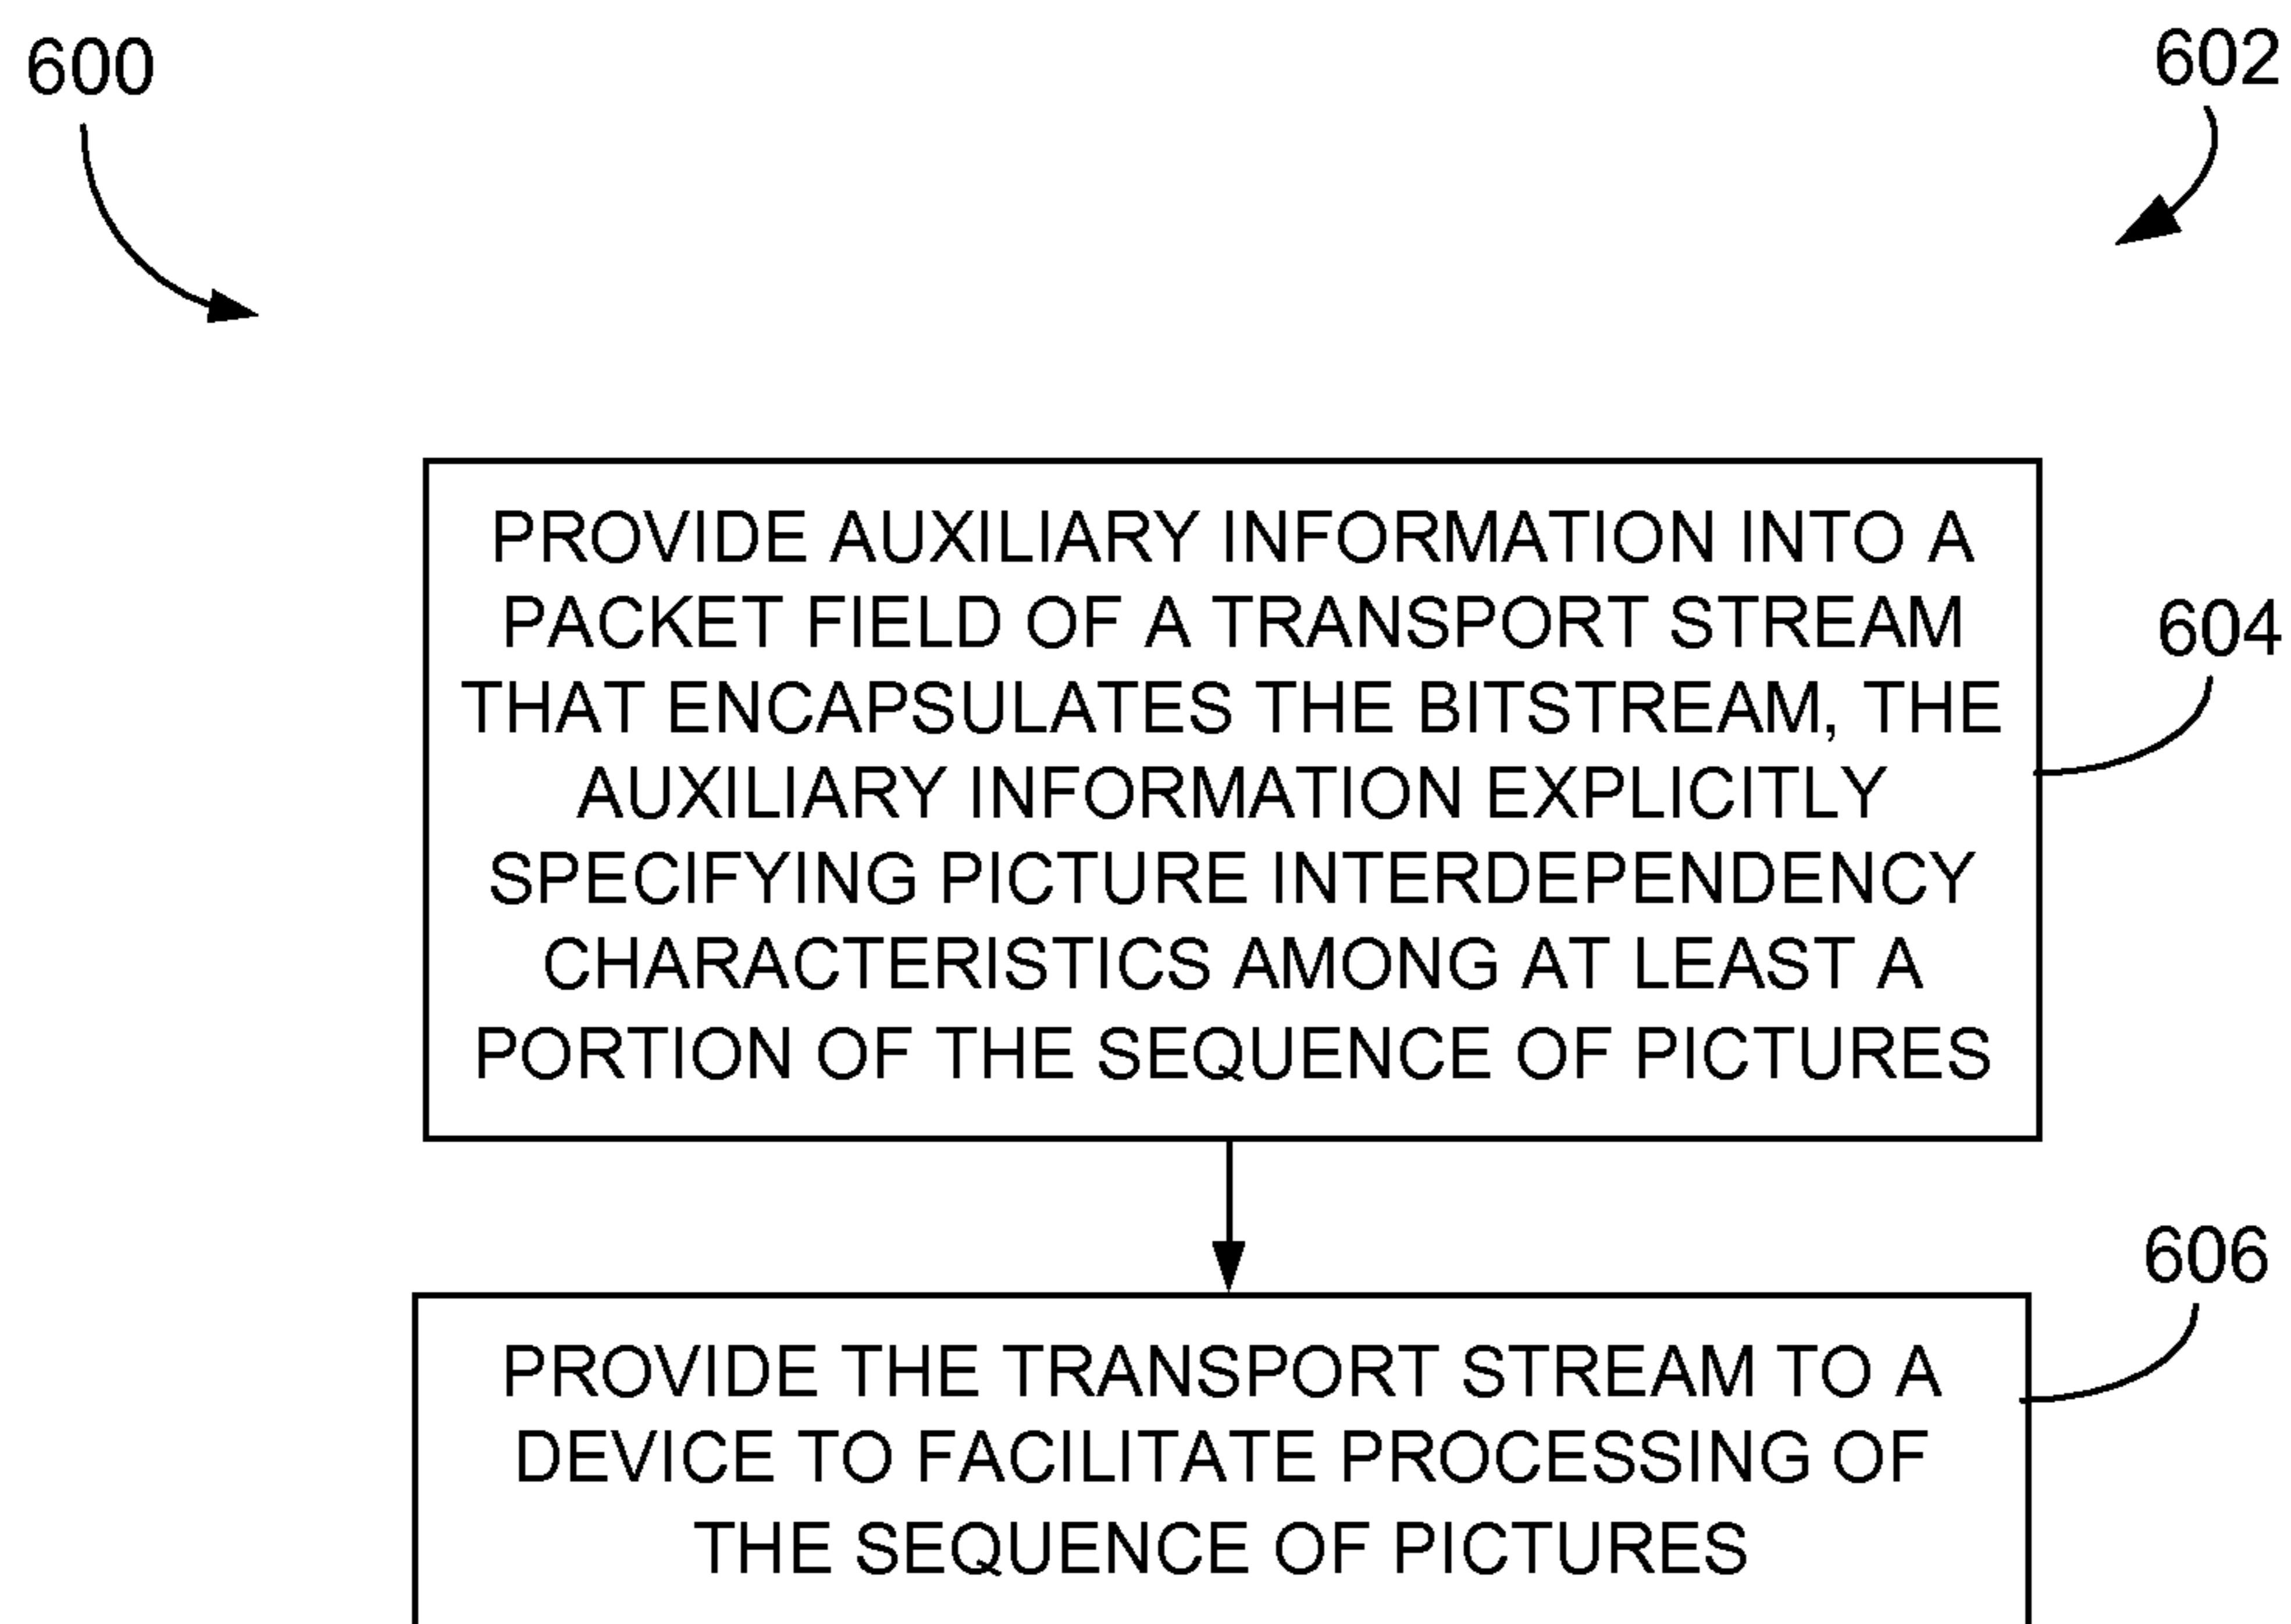 600
602
PROVIDE AUXILIARY INFORMATION INTO A
PACKET FIELD OF A TRANSPORT STREAM
THAT ENCAPSULATES THE BITSTREAM, THE
AUXILIARY INFORMATION EXPLICITLY
SPECIFYING PICTURE INTERDEPENDENCY
CHARACTERISTICS AMONG AT LEAST A
PORTION OF THE SEQUENCE OF PICTURES
604
PROVIDE THE TRANSPORT STREAM TO A
DEVICE TO FACILITATE PROCESSING OF
THE SEQUENCE OF PICTURES
606